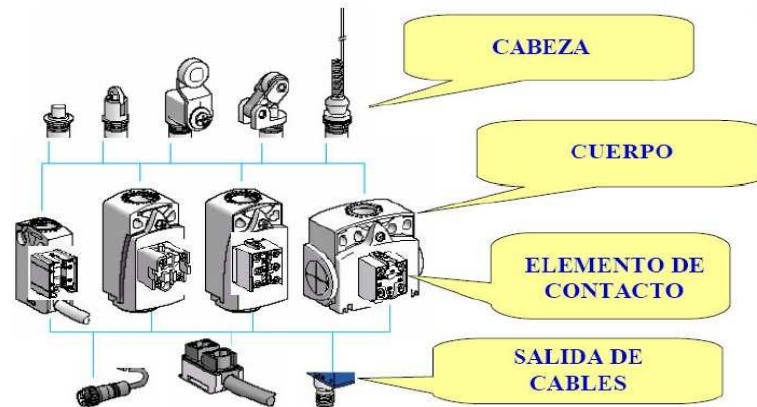 CABEZA
CUERPO
ELEMENTO DE
CONTACTO
SALIDA DE
CABLES